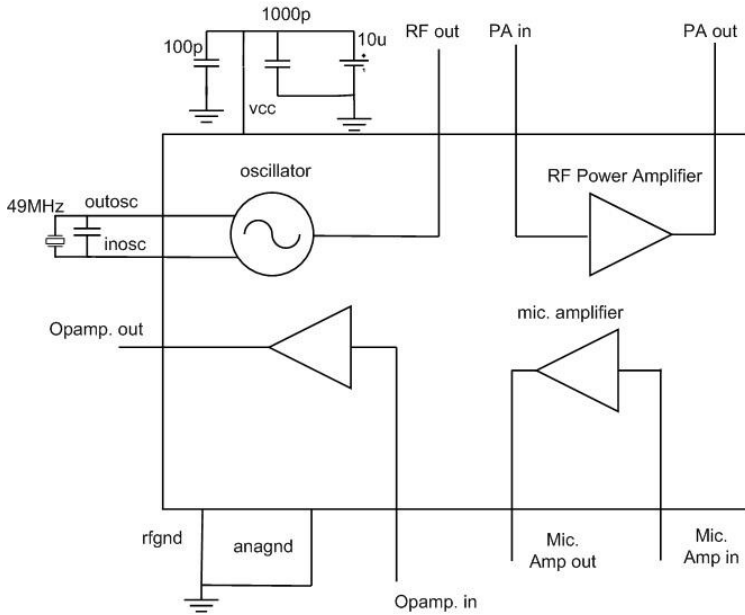 1000p
100p
10u
RF out
PA in
PA out
vcc
oscillator
RF Power Amplifier
49MHz
outosc
inosc
Opamp. out
mic. amplifier
rfgnd
anagnd
Mic.
Amp out
Mic.
Amp in
Opamp. in